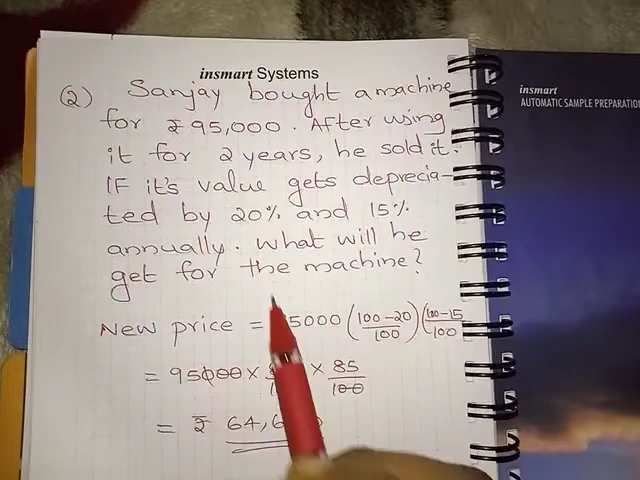 insmart Systems
(2) Sanjay bought a machine
for ₹ 95,000. After using
it for 2 years, he sold it.
IF it's value gets deprecia-
ted by 20% and 15%
annually. What will he
get for the machine?
New price = 5000 (100-20/100) (100-15/100
= 95000 × × 85/100
= ₹ 64,6
insmart
AUTOMATIC SAMPLE PREPARATION